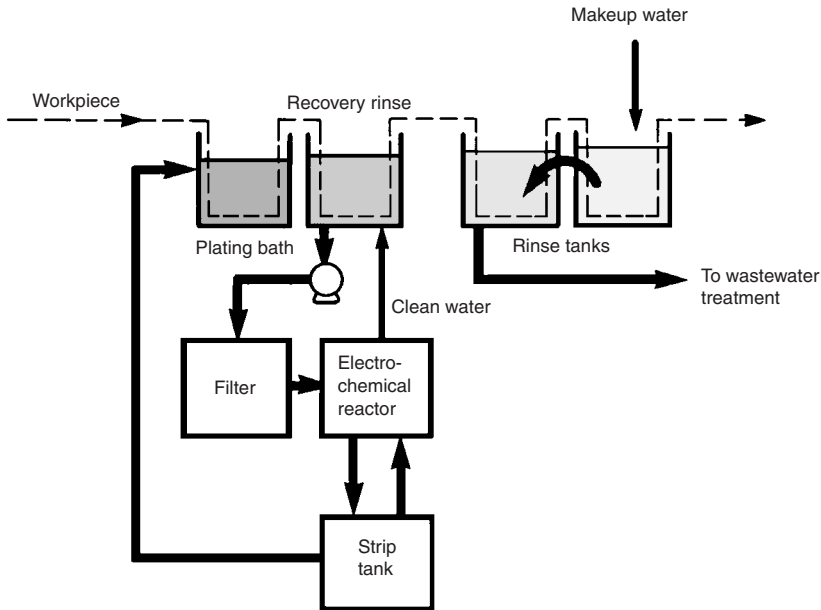 Makeup water
Workpiece
Recovery rinse
Plating bath
Rinse tanks
To wastewater
treatment
Clean water
Filter
Electro-
chemical
reactor
Strip
tank